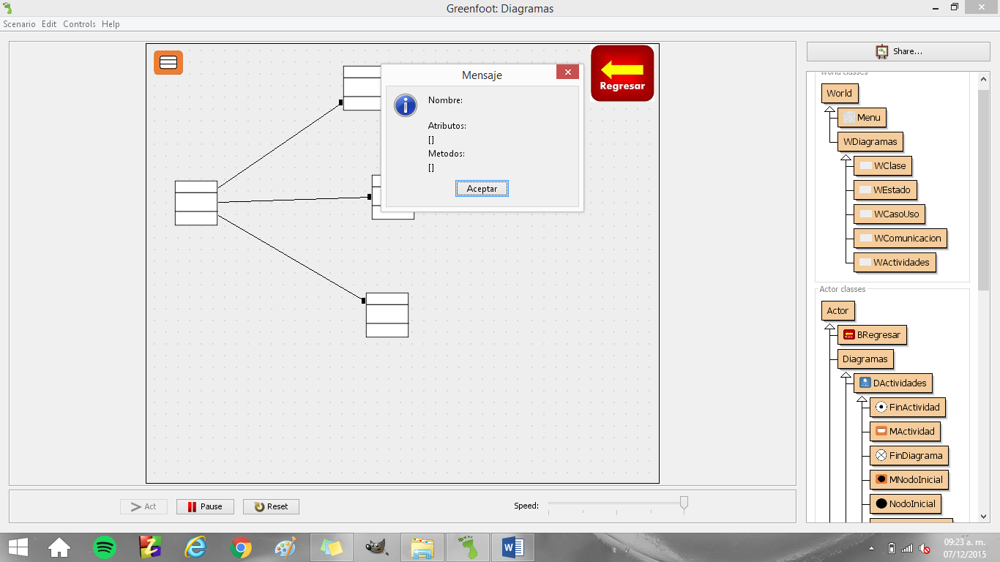 Greenfoot: Diagramas
Scenario Edit Controls Help
Regresar
Mensaje
Nombre:
Atributos:
[]
Metodos:
[]
Aceptar
Share...
World classes
World
Menu
WDiagramas
WClase
WEstado
WCasoUso
WComunicacion
WActividades
Actor classes
Actor
BRegresar
Diagramas
DActividades
FinActividad
MActividad
FinDiagrama
MNodoInicial
NodoInicial
Act
Pause
Reset
Speed:
09:23 a. m.
07/12/2015